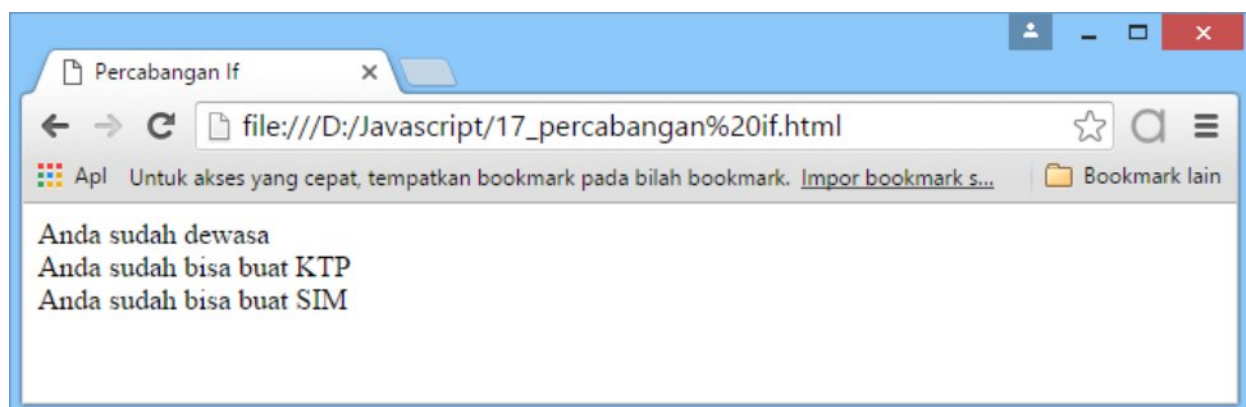 Percabangan If
file:///D:/Javascript/17_percabangan%20if.html
Apl Untuk akses yang cepat, tempatkan bookmark pada bilah bookmark. Impor bookmark s... Bookmark lain
Anda sudah dewasa
Anda sudah bisa buat KTP
Anda sudah bisa buat SIM